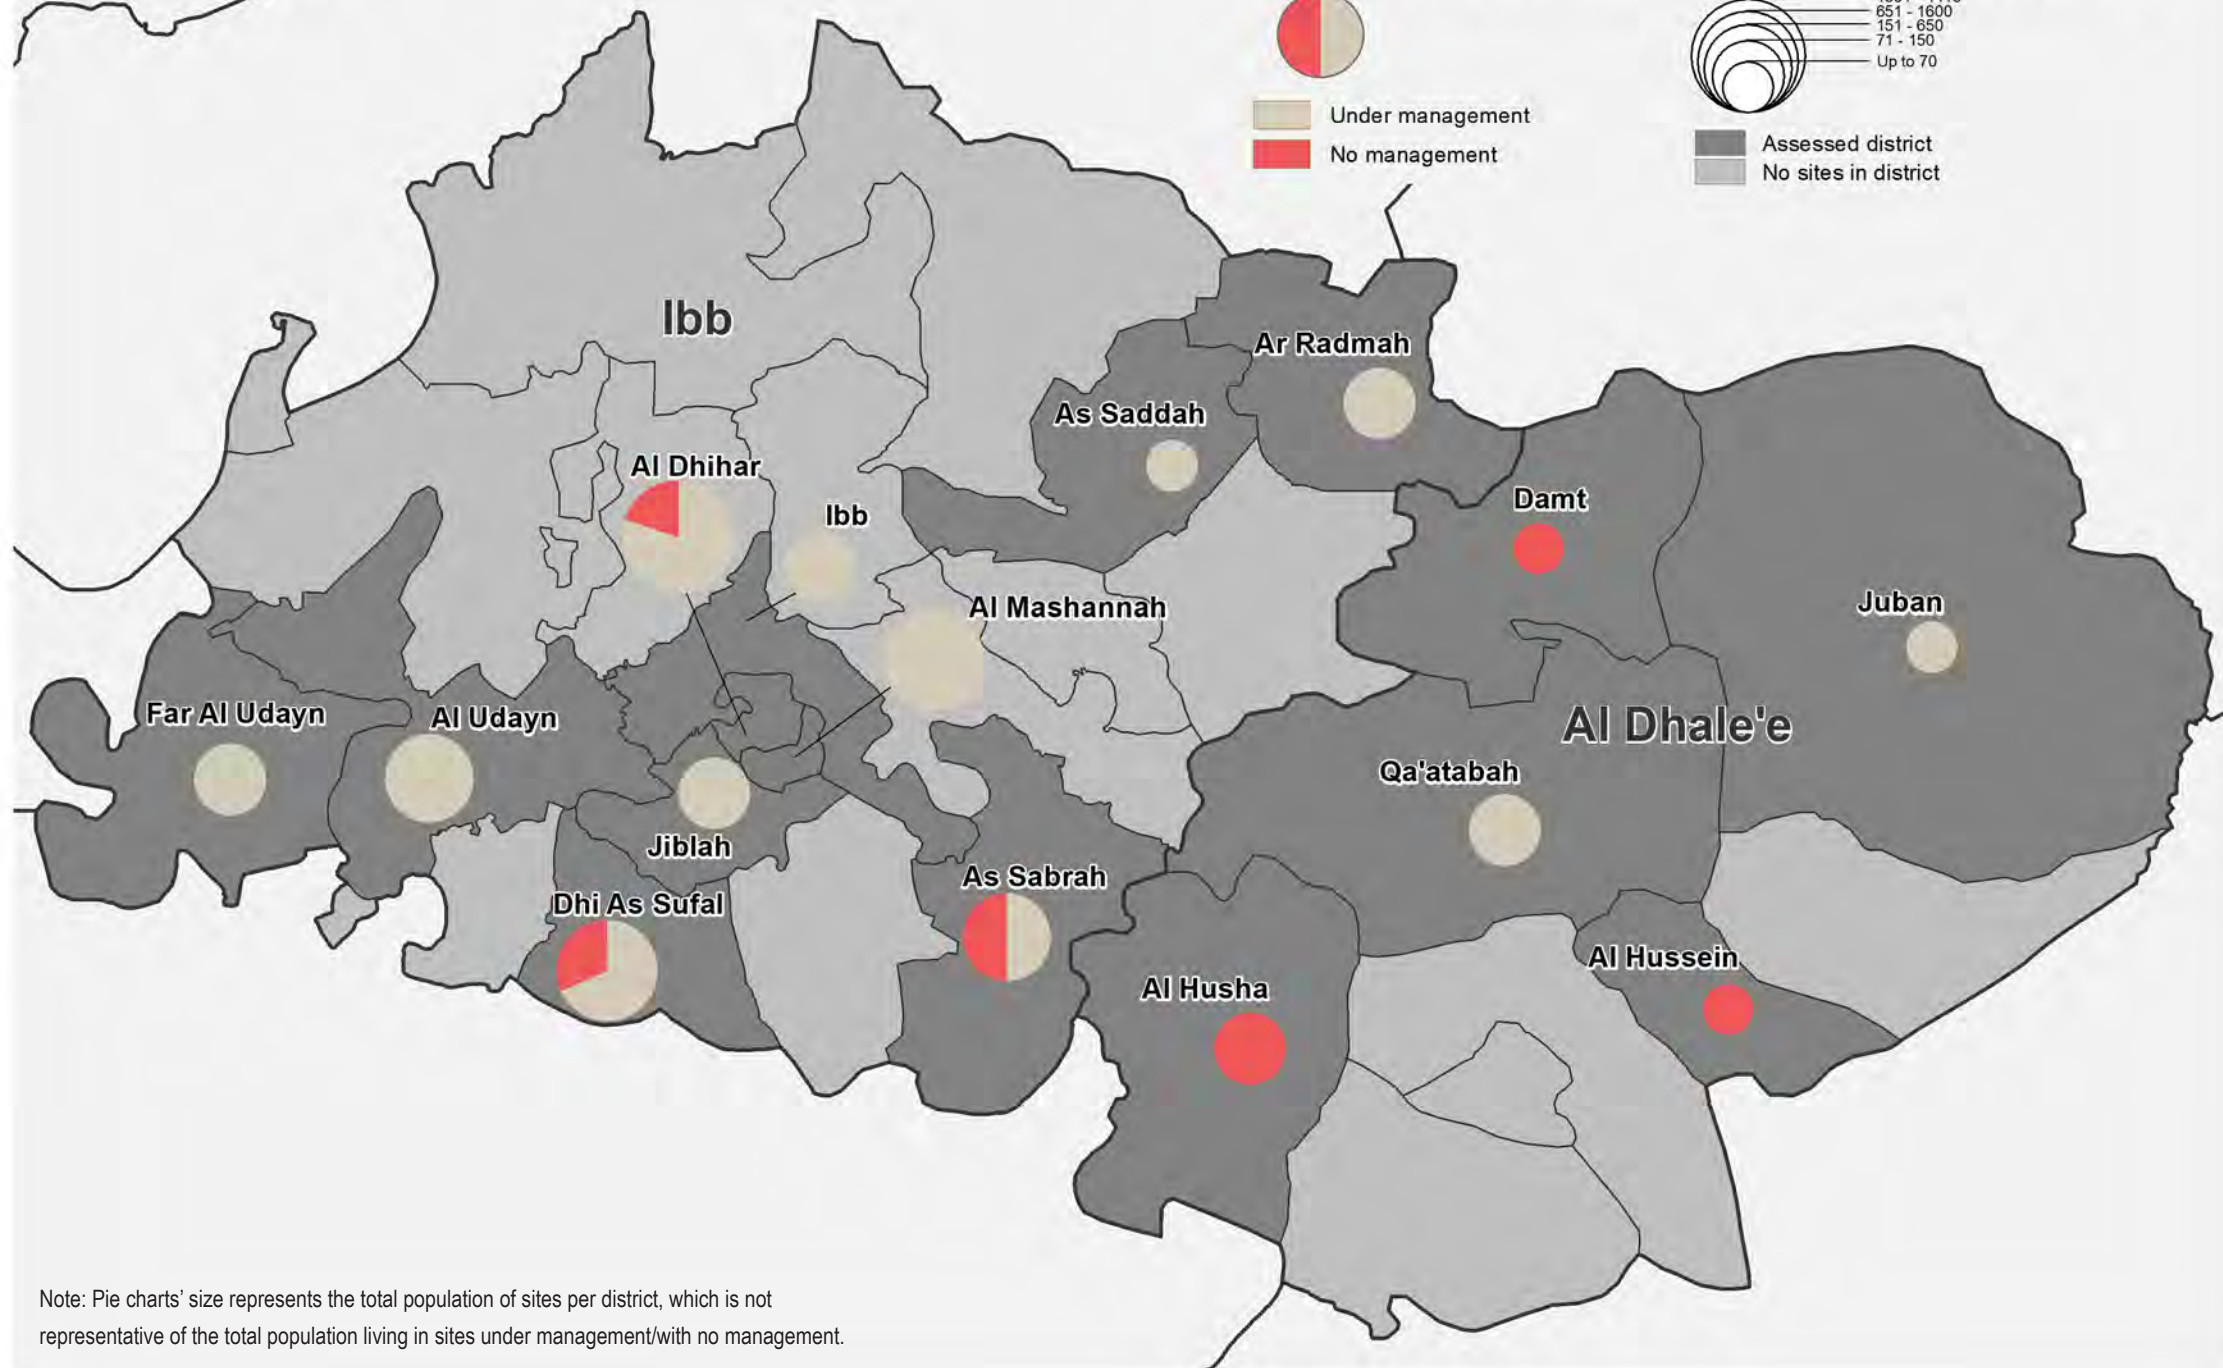 651 - 1600
151 - 650
71 - 150
Up to 70
Under management
No management
Assessed district
No sites in district
Ibb
Ar Radmah
As Saddah
Al Dhihar
Damt
Ibb
Juban
Al Mashannah
Far Al Udayn
Al Udayn
Al Dhale'e
Qa'atabah
Jiblah
As Sabrah
Dhi As Sufal
Al Hussein
Al Husha
Note: Pie charts’ size represents the total population of sites per district, which is not
representative of the total population living in sites under management/with no management.